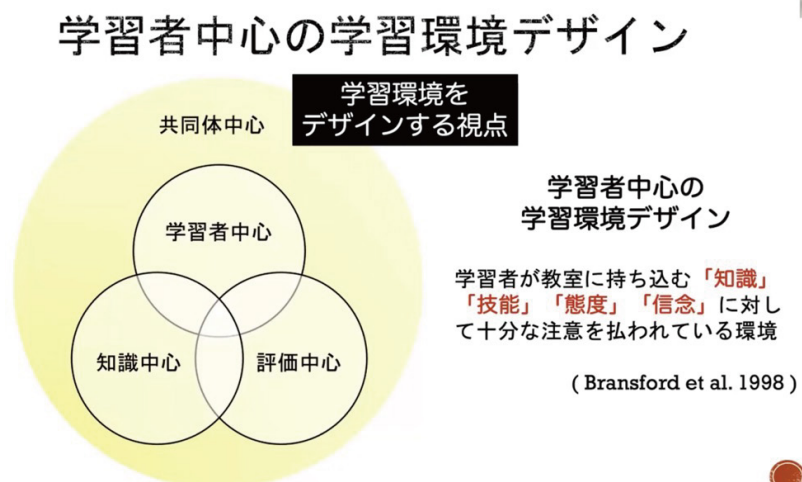 学習者中心の学習環境デザイン
学習環境を
デザインする視点
共同体中心
学習者中心
知識中心
評価中心
学習者中心の
学習環境デザイン
学習者が教室に持ち込む「知識」
「技能」「態度」「信念」に対し
て十分な注意を払われている環境
( Bransford et al. 1998 )